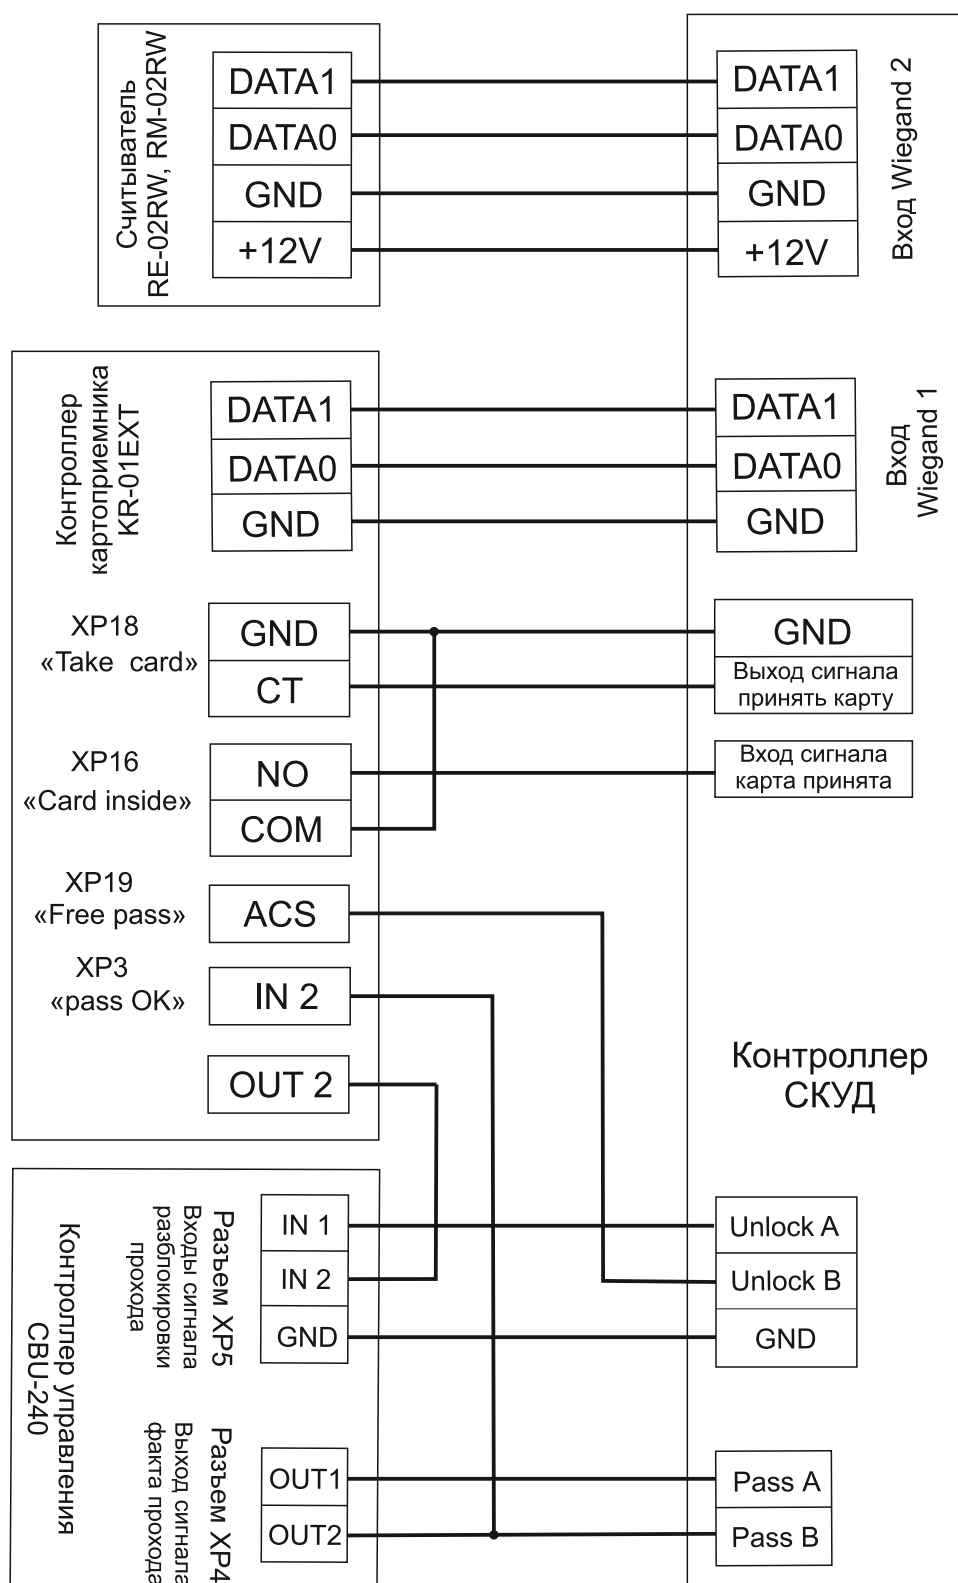 Считыватель
RE-02RW, RM-02RW
DATA1
DATA0
GND
+12V
DATA1
DATA0
GND
+12V
Вход Wiegand 2
Контроллер
картоприемника
KR-01EXT
DATA1
DATA0
GND
DATA1
DATA0
GND
Вход
Wiegand 1
XP18
«Take card»
GND
CT
GND
Выход сигнала
принять карту
XP16
«Card inside»
NO
COM
Вход сигнала
карта принята
XP19
«Free pass»
ACS
XP3
«pass OK»
IN 2
OUT 2
Контроллер
СКУД
Контроллер управления
CBU-240
Разъем XP5
Входы сигнала
разблокировки
прохода
IN 1
IN 2
GND
Unlock A
Unlock B
GND
Разъем XP4
Выход сигнала
факта прохода
OUT1
OUT2
Pass A
Pass B